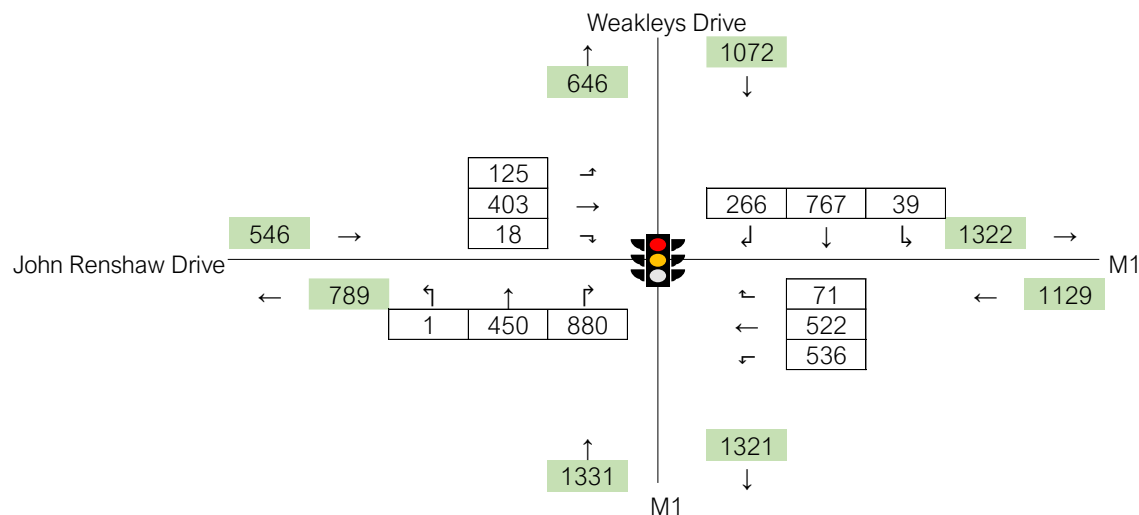 Weakleys Drive
↑ 1072
646 ↓
125
403 →
18
266 767 39
546 →
1322 →
John Renshaw Drive
M1
← 789
↰ ↑ ↱
1 450 880
71
← 522
536
← 1129
↑ 1321
1331 ↓
M1